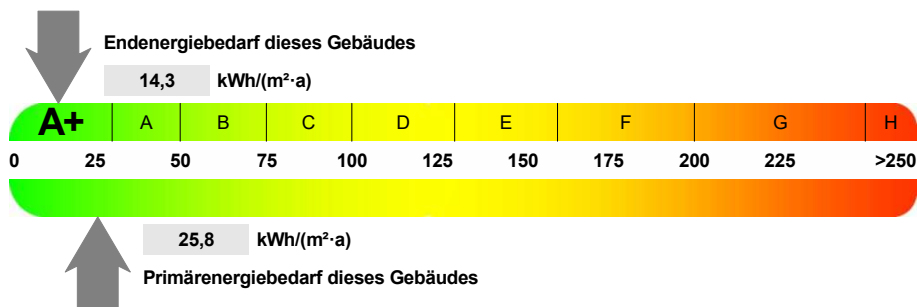 Endenergiebedarf dieses Gebäudes
14,3 kWh/(m²·a)
A+ A B C D E F G H
0 25 50 75 100 125 150 175 200 225 >250
25,8 kWh/(m²·a)
Primärenergiebedarf dieses Gebäudes